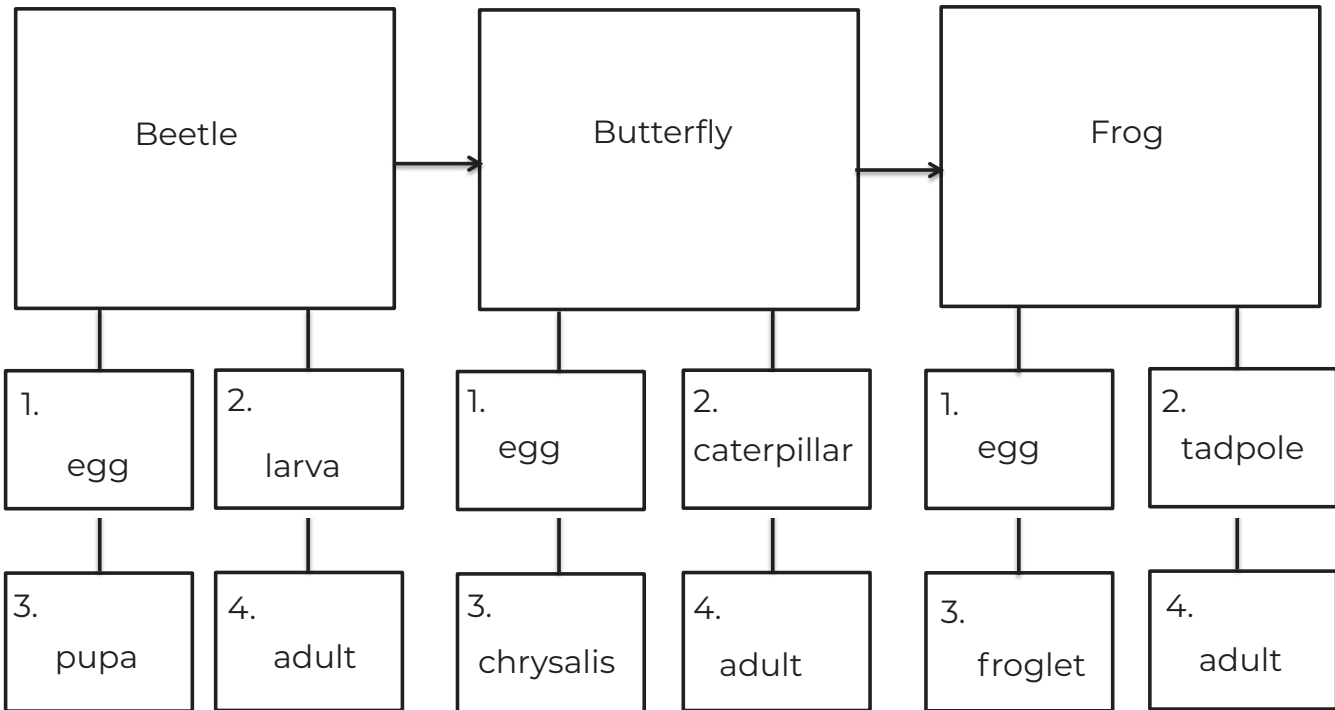 Beetle
Butterfly
Frog
1.
egg
2.
larva
1.
egg
2.
caterpillar
1.
egg
2.
tadpole
3.
pupa
4.
adult
3.
chrysalis
4.
adult
3.
froglet
4.
adult